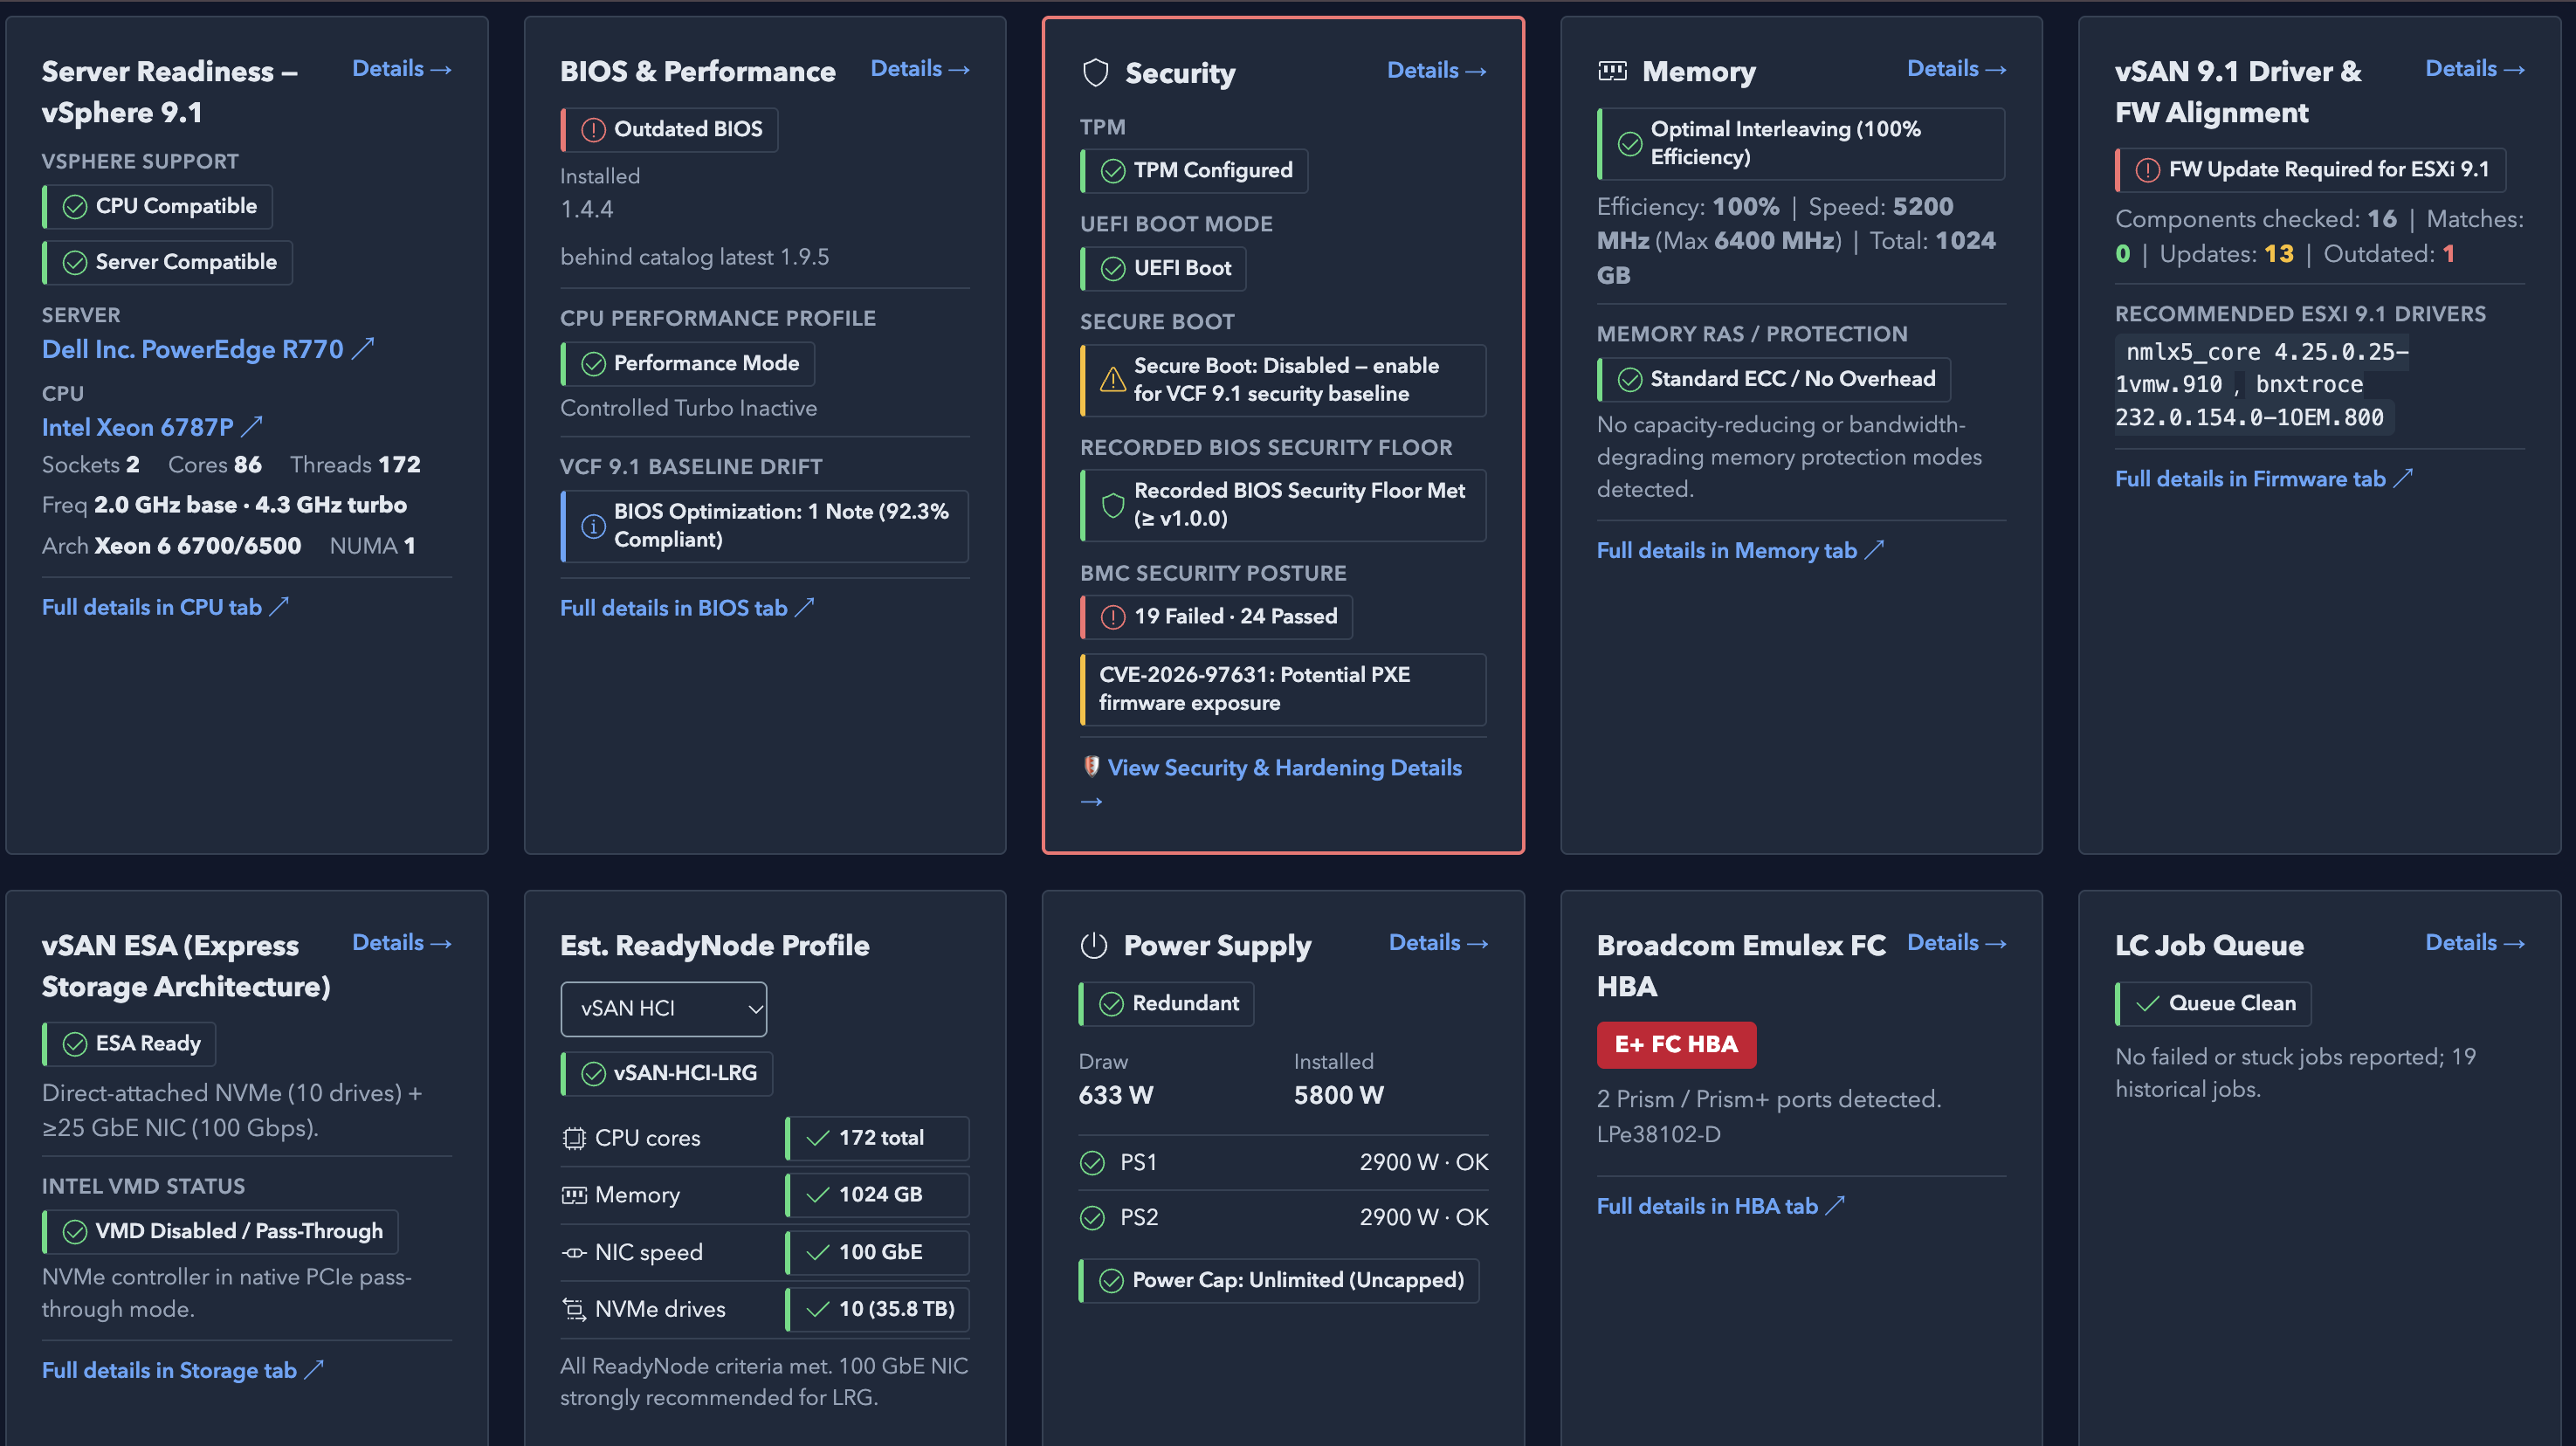 Server Readiness –
vSphere 9.1
Details →
VSPHERE SUPPORT
CPU Compatible
Server Compatible
SERVER
Dell Inc. PowerEdge R770 ↗
CPU
Intel Xeon 6787P ↗
Sockets 2 Cores 86 Threads 172
Freq 2.0 GHz base · 4.3 GHz turbo
Arch Xeon 6 6700/6500 NUMA 1
Full details in CPU tab ↗
BIOS & Performance
Details →
Outdated BIOS
Installed
1.4.4
behind catalog latest 1.9.5
CPU PERFORMANCE PROFILE
Performance Mode
Controlled Turbo Inactive
VCF 9.1 BASELINE DRIFT
BIOS Optimization: 1 Note (92.3%
Compliant)
Full details in BIOS tab ↗
Security
Details →
TPM
TPM Configured
UEFI BOOT MODE
UEFI Boot
SECURE BOOT
Secure Boot: Disabled – enable
for VCF 9.1 security baseline
RECORDED BIOS SECURITY FLOOR
Recorded BIOS Security Floor Met
(≥ v1.0.0)
BMC SECURITY POSTURE
19 Failed · 24 Passed
CVE-2026-97631: Potential PXE
firmware exposure
View Security & Hardening Details
→
Memory
Details →
Optimal Interleaving (100%
Efficiency)
Efficiency: 100% | Speed: 5200
MHz (Max 6400 MHz) | Total: 1024
GB
MEMORY RAS / PROTECTION
Standard ECC / No Overhead
No capacity-reducing or bandwidth-
degrading memory protection modes
detected.
Full details in Memory tab ↗
vSAN 9.1 Driver &
FW Alignment
Details →
FW Update Required for ESXi 9.1
Components checked: 16 | Matches:
0 | Updates: 13 | Outdated: 1
RECOMMENDED ESXI 9.1 DRIVERS
nmlx5_core 4.25.0.25-
1vmw.910 , bnxtroce
232.0.154.0-1OEM.800
Full details in Firmware tab ↗
vSAN ESA (Express
Storage Architecture)
Details →
ESA Ready
Direct-attached NVMe (10 drives) +
≥25 GbE NIC (100 Gbps).
INTEL VMD STATUS
VMD Disabled / Pass-Through
NVMe controller in native PCIe pass-
through mode.
Full details in Storage tab ↗
Est. ReadyNode Profile
vSAN HCI
vSAN-HCI-LRG
CPU cores 172 total
Memory 1024 GB
NIC speed 100 GbE
NVMe drives 10 (35.8 TB)
All ReadyNode criteria met. 100 GbE NIC
strongly recommended for LRG.
Power Supply
Details →
Redundant
Draw Installed
633 W 5800 W
PS1 2900 W · OK
PS2 2900 W · OK
Power Cap: Unlimited (Uncapped)
Broadcom Emulex FC
HBA
Details →
E+ FC HBA
2 Prism / Prism+ ports detected.
LPe38102-D
Full details in HBA tab ↗
LC Job Queue
Details →
Queue Clean
No failed or stuck jobs reported; 19
historical jobs.